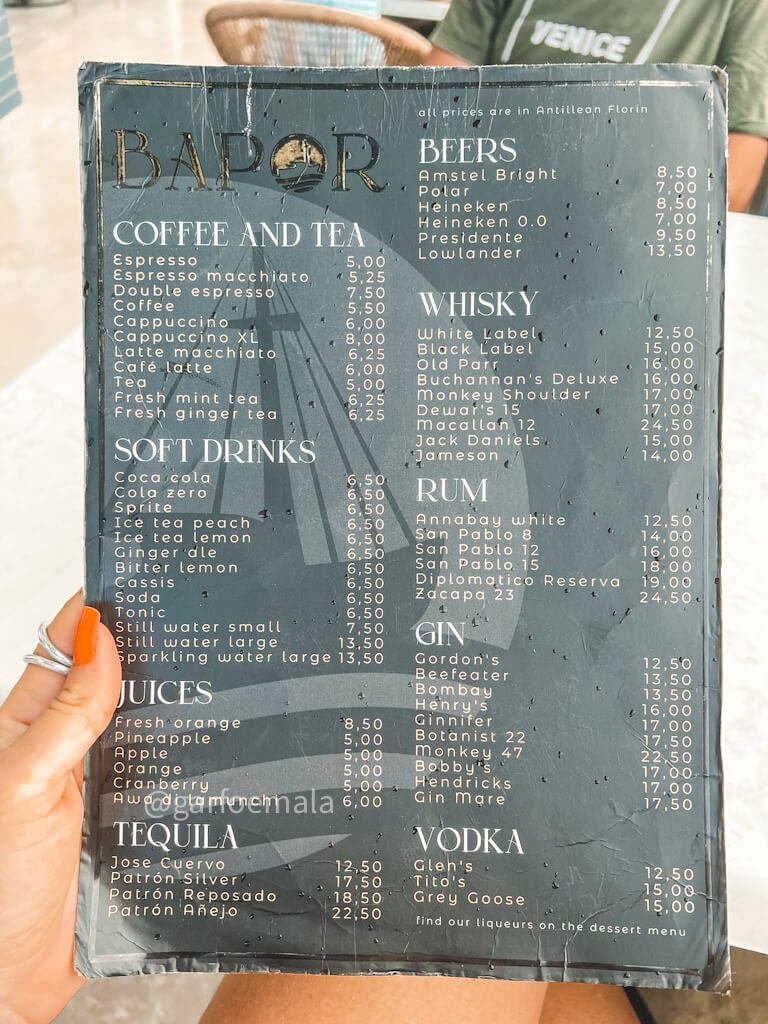 BAPOR
COFFEE AND TEA
Espresso 5,00
Espresso macchiato 5,25
Double espresso 7,50
Coffee 5,50
Cappuccino 6,00
Cappuccino XL 8,00
Latte macchiato 6,25
Café latte 6,00
Tea 5,00
Fresh mint tea 6,25
Fresh ginger tea 6,25
SOFT DRINKS
Coca cola 6,50
Cola zero 6,50
Sprite 6,50
Ice tea peach 6,50
Ice tea lemon 6,50
Ginger ale 6,50
Bitter lemon 6,50
Cassis 6,50
Soda 6,50
Tonic 6,50
Still water small 7,50
Still water large 13,50
Sparkling water large 13,50
JUICES
Fresh orange 8,50
Pineapple 5,00
Apple 5,00
Orange 5,00
Cranberry 5,00
Awa di lamunchi 6,00
@garfoemala
TEQUILA
Jose Cuervo 12,50
Patrón Silver 17,50
Patrón Reposado 18,50
Patrón Añejo 22,50
all prices are in Antillean Florin
BEERS
Amstel Bright 8,50
Polar 7,00
Heineken 8,50
Heineken 0.0 7,00
Presidente 9,50
Lowlander 13,50
WHISKY
White Label 12,50
Black Label 15,00
Old Parr 16,00
Buchannan's Deluxe 16,00
Monkey Shoulder 17,00
Dewar's 15 17,00
Macallan 12 24,50
Jack Daniels 15,00
Jameson 14,00
RUM
Annabay white 12,50
San Pablo 8 14,00
San Pablo 12 16,00
San Pablo 15 18,00
Diplomatico Reserva 19,00
Zacapa 23 24,50
GIN
Gordon's 12,50
Beefeater 13,50
Bombay 13,50
Henry's 16,00
Ginnifer 17,00
Botanist 22 17,50
Monkey 47 22,50
Bobby's 17,00
Hendricks 17,00
Gin Mare 17,50
VODKA
Glen's 12,50
Tito's 15,00
Grey Goose 15,00
find our liqueurs on the dessert menu
VENICE